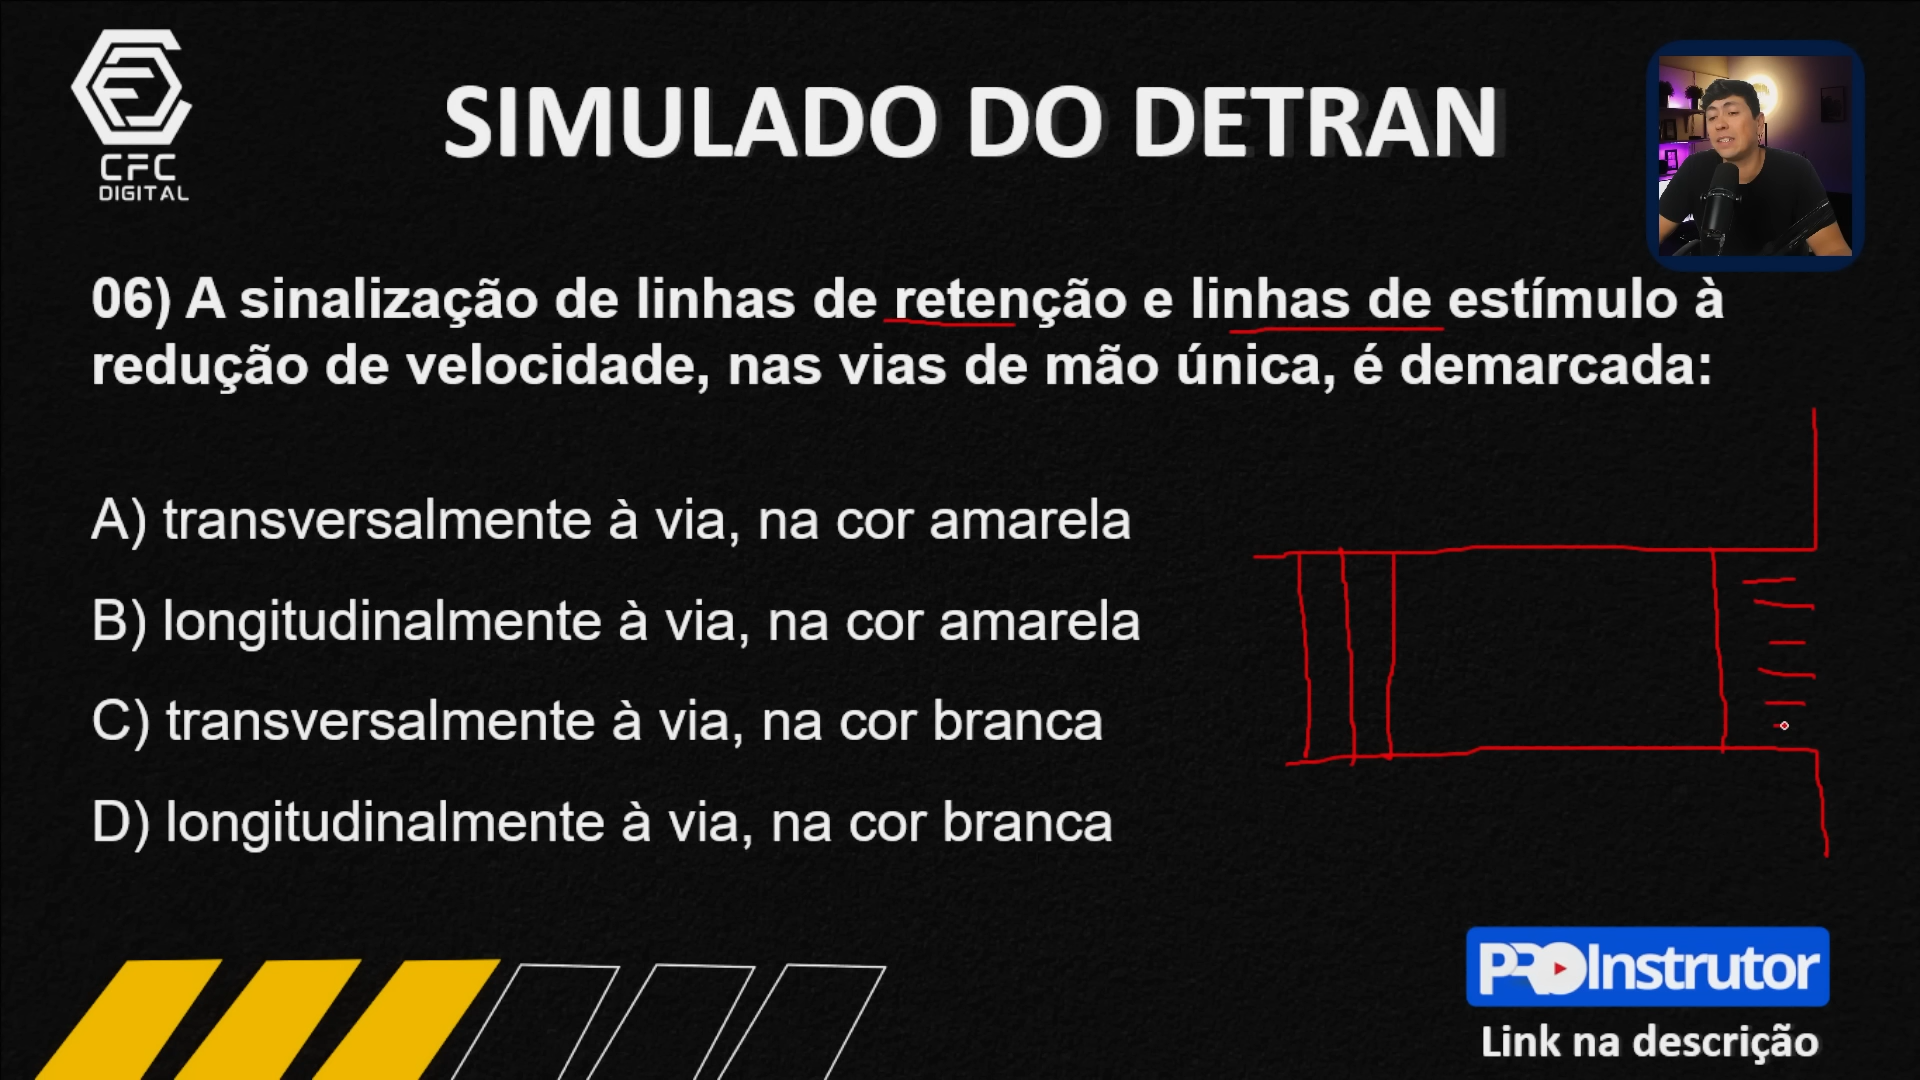 CFC
DIGITAL
SIMULADO DO DETRAN
06) A sinalização de linhas de retenção e linhas de estímulo à
redução de velocidade, nas vias de mão única, é demarcada:
A) transversalmente à via, na cor amarela
B) longitudinalmente à via, na cor amarela
C) transversalmente à via, na cor branca
D) longitudinalmente à via, na cor branca
PROInstrutor
Link na descrição